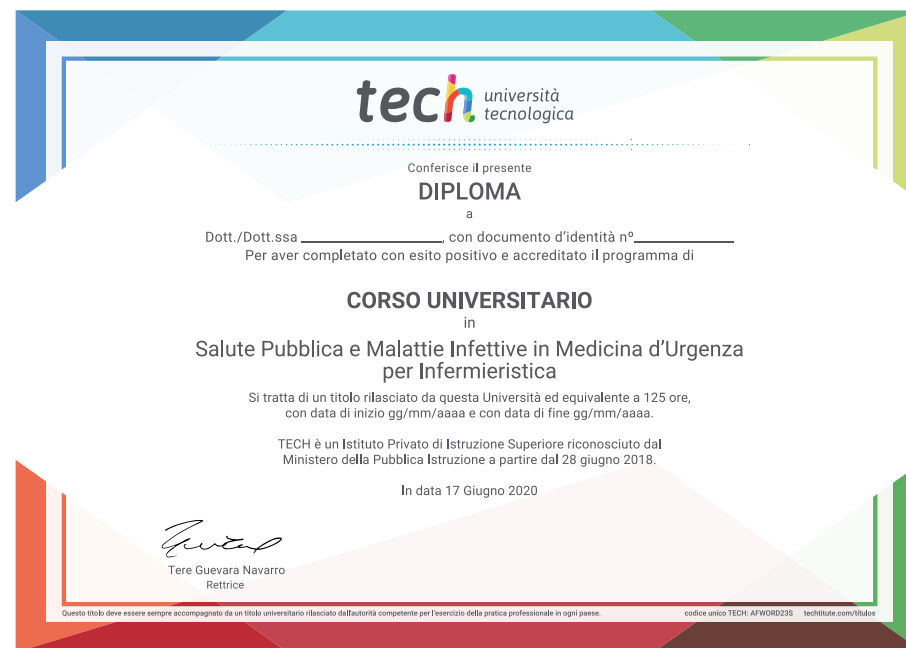 tech università
tecnologica
Conferisce il presente
DIPLOMA
a
Dott./Dott.ssa ____________________, con documento d'identità nº______________
Per aver completato con esito positivo e accreditato il programma di
CORSO UNIVERSITARIO
in
Salute Pubblica e Malattie Infettive in Medicina d'Urgenza
per Infermieristica
Si tratta di un titolo rilasciato da questa Università ed equivalente a 125 ore,
con data di inizio gg/mm/aaaa e con data di fine gg/mm/aaaa.
TECH è un Istituto Privato di Istruzione Superiore riconosciuto dal
Ministero della Pubblica Istruzione a partire dal 28 giugno 2018.
In data 17 Giugno 2020
Tere Guevara Navarro
Rettrice
Questo titolo deve essere sempre accompagnato da un titolo universitario rilasciato dall'autorità competente per l'esercizio della pratica professionale in ogni paese. codice unico TECH: AFWORD23S techtitute.com/titulos